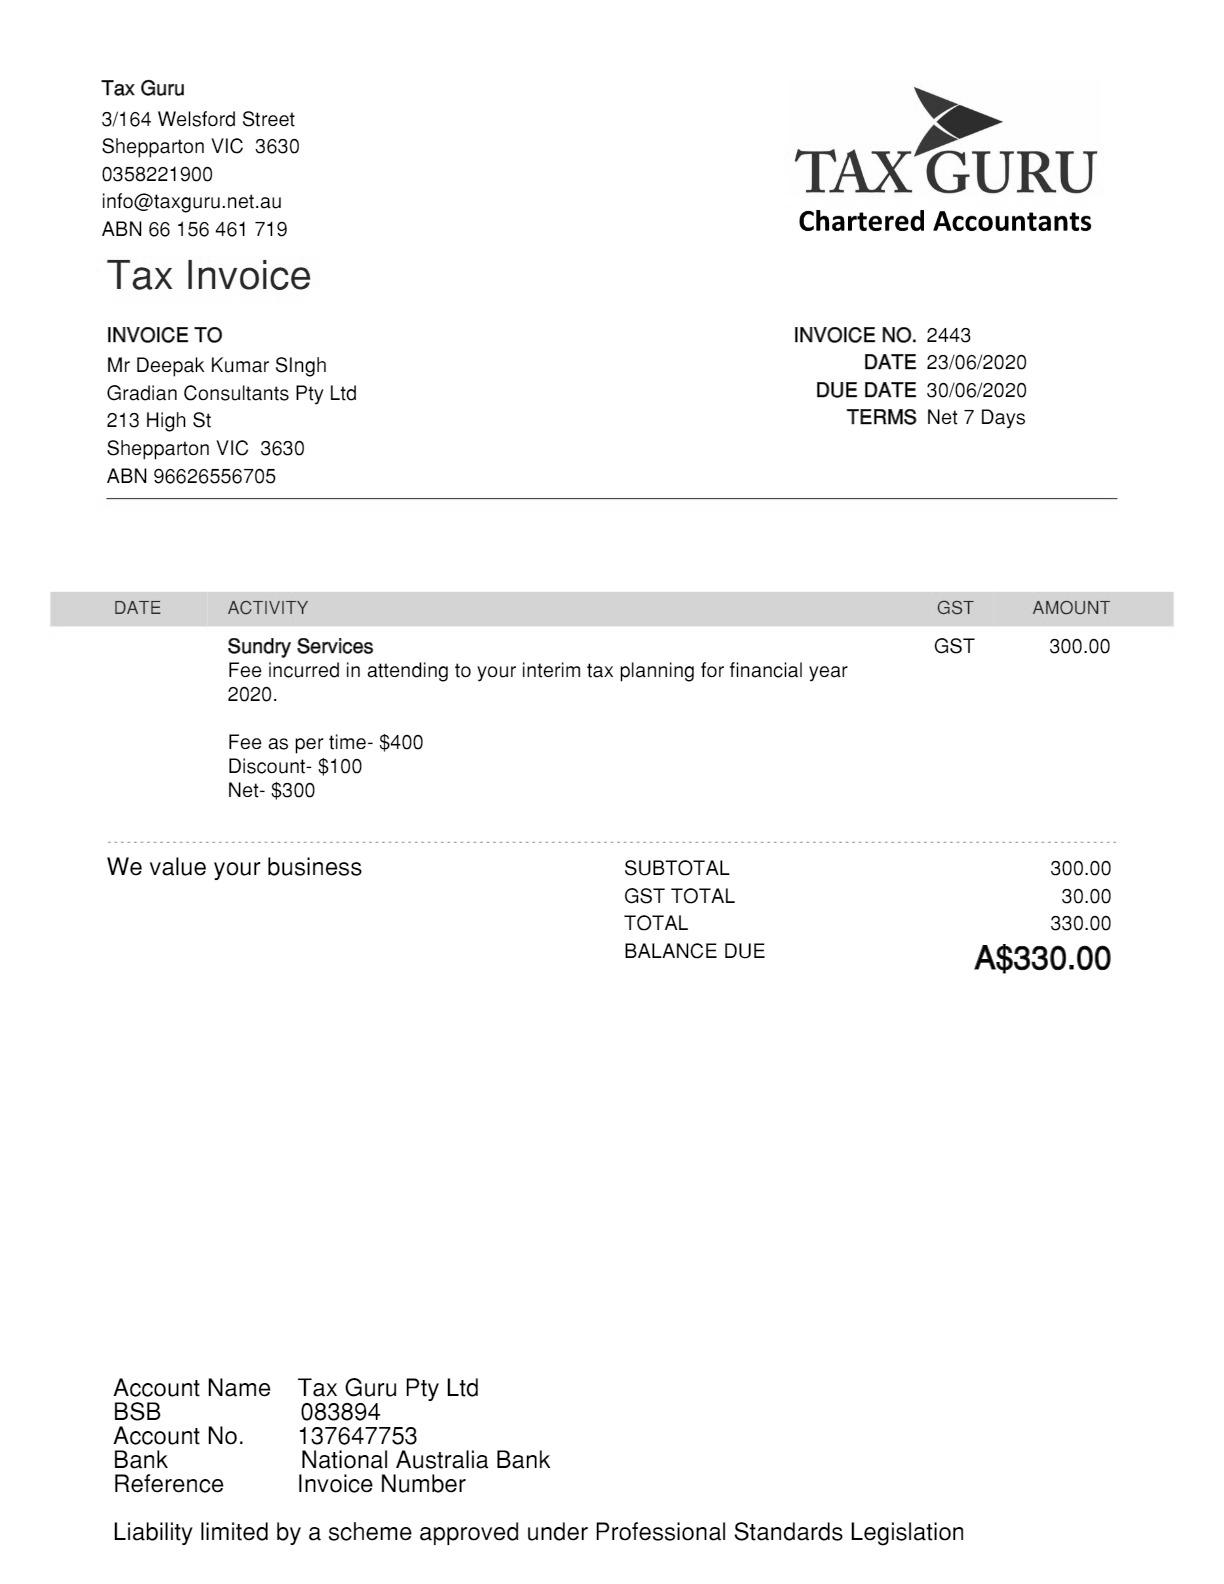 Tax Guru
3/164 Welsford Street
Shepparton VIC  3630
0358221900
info@taxguru.net.au
ABN 66 156 461 719
TAX GURU
Chartered Accountants
Tax Invoice
INVOICE TO
Mr Deepak Kumar SIngh
Gradian Consultants Pty Ltd
213 High St
Shepparton VIC  3630
ABN 96626556705
INVOICE NO. 2443
DATE 23/06/2020
DUE DATE 30/06/2020
TERMS Net 7 Days
DATE ACTIVITY GST AMOUNT
Sundry Services GST 300.00
Fee incurred in attending to your interim tax planning for financial year
2020.
Fee as per time- $400
Discount- $100
Net- $300
We value your business
SUBTOTAL 300.00
GST TOTAL 30.00
TOTAL 330.00
BALANCE DUE A$330.00
Account Name Tax Guru Pty Ltd
BSB 083894
Account No. 137647753
Bank National Australia Bank
Reference Invoice Number
Liability limited by a scheme approved under Professional Standards Legislation